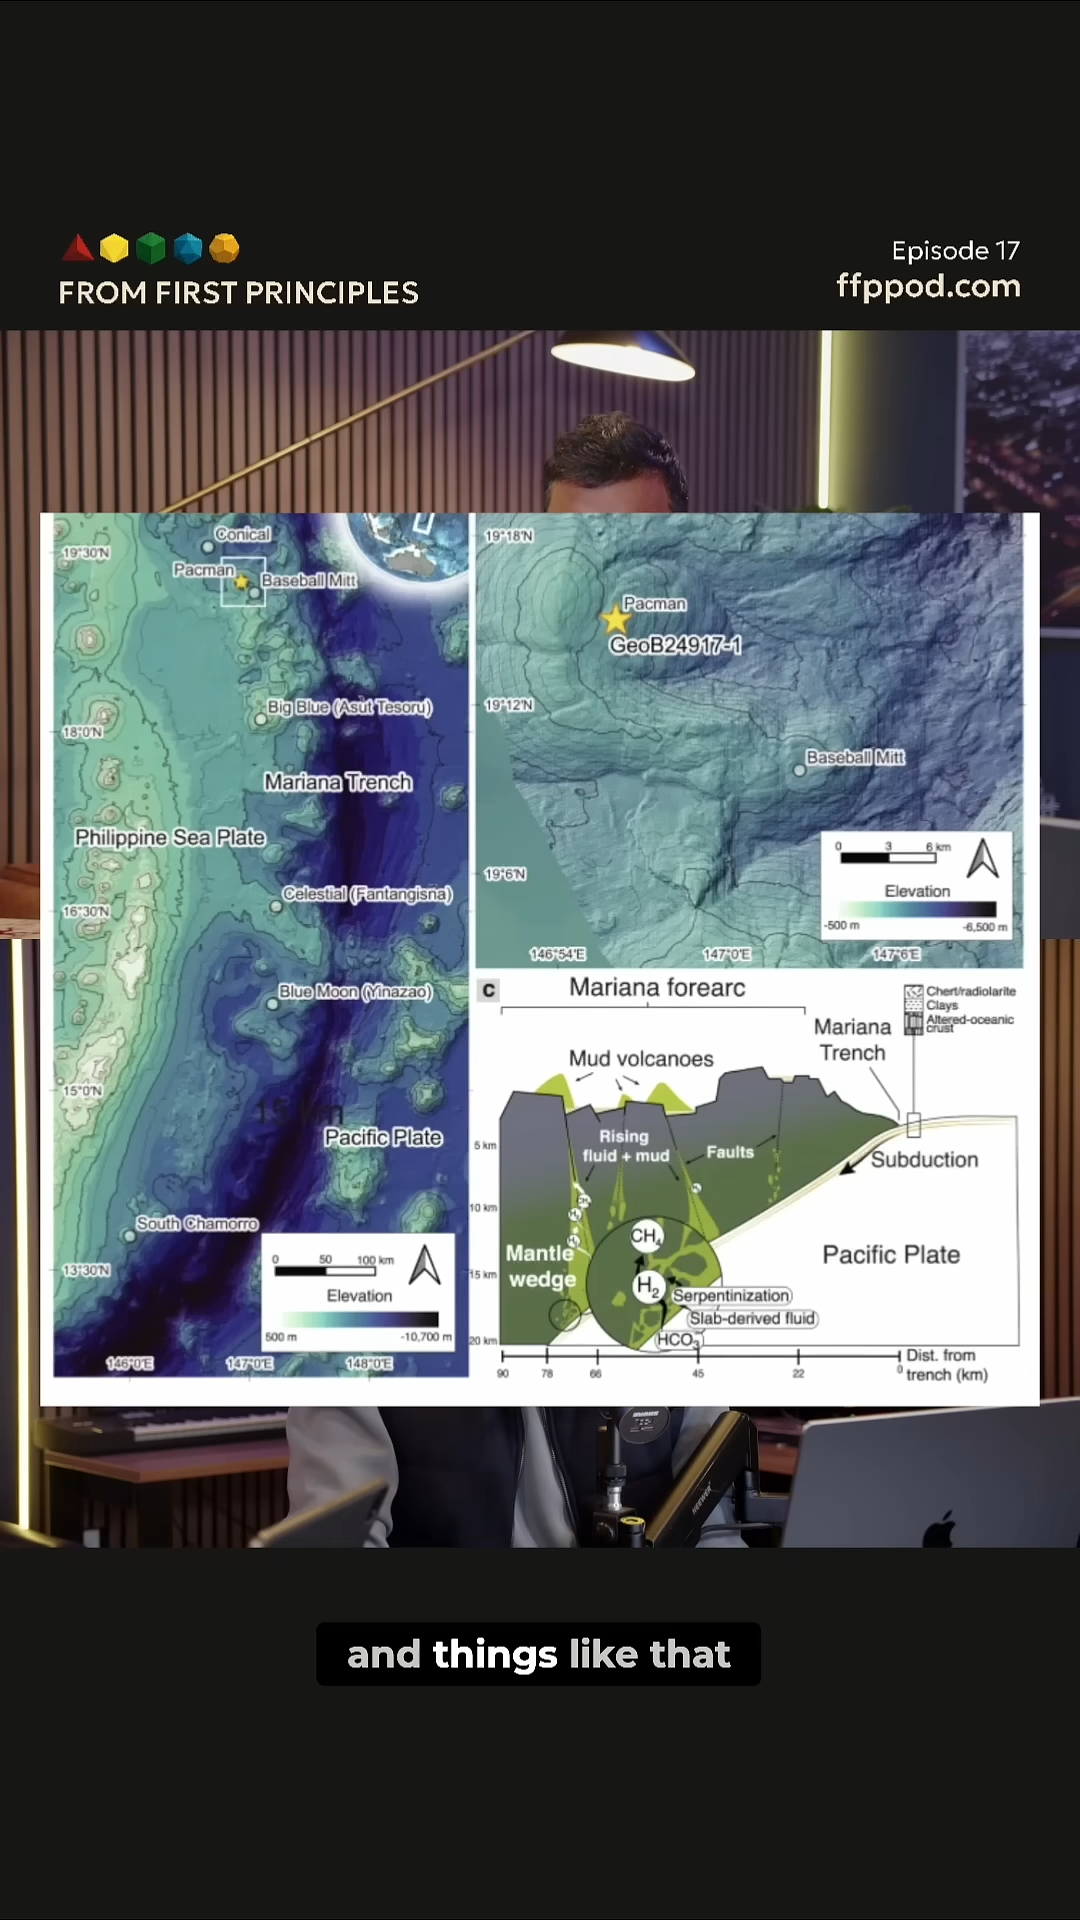 FROM FIRST PRINCIPLES
Episode 17
ffppod.com
Conical
19°30'N
Pacman
Baseball Mitt
Big Blue (Asùt Tesoru)
18°0'N
Mariana Trench
Philippine Sea Plate
Celestial (Fantangisna)
16°30'N
Blue Moon (Yinazao)
15°0'N
Pacific Plate
South Chamorro
13°30'N
0 50 100 km
Elevation
500 m -10,700 m
146°0'E 147°0'E 148°0'E
19°18'N
Pacman
GeoB24917-1
19°12'N
Baseball Mitt
0 3 6 km
19°6'N
Elevation
-500 m -6,500 m
146°54'E 147°0'E 147°6'E
C
Mariana forearc
Chert/radiolarite
Clays
Altered-oceanic
crust
Mariana
Trench
Mud volcanoes
Rising
fluid + mud
Faults
5 km
Subduction
10 km
CH₄
Mantle
wedge
Pacific Plate
15 km
H₂
Serpentinization
Slab-derived fluid
HCO₃
20 km
Dist. from
trench (km)
90 78 66 45 22 0
and things like that